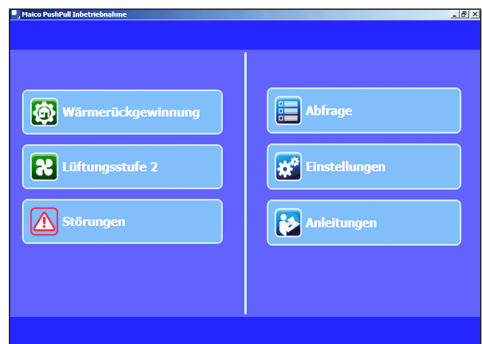 Maico PushPull Inbetriebnahme
Wärmerückgewinnung
Lüftungsstufe 2
Störungen
Abfrage
Einstellungen
Anleitungen